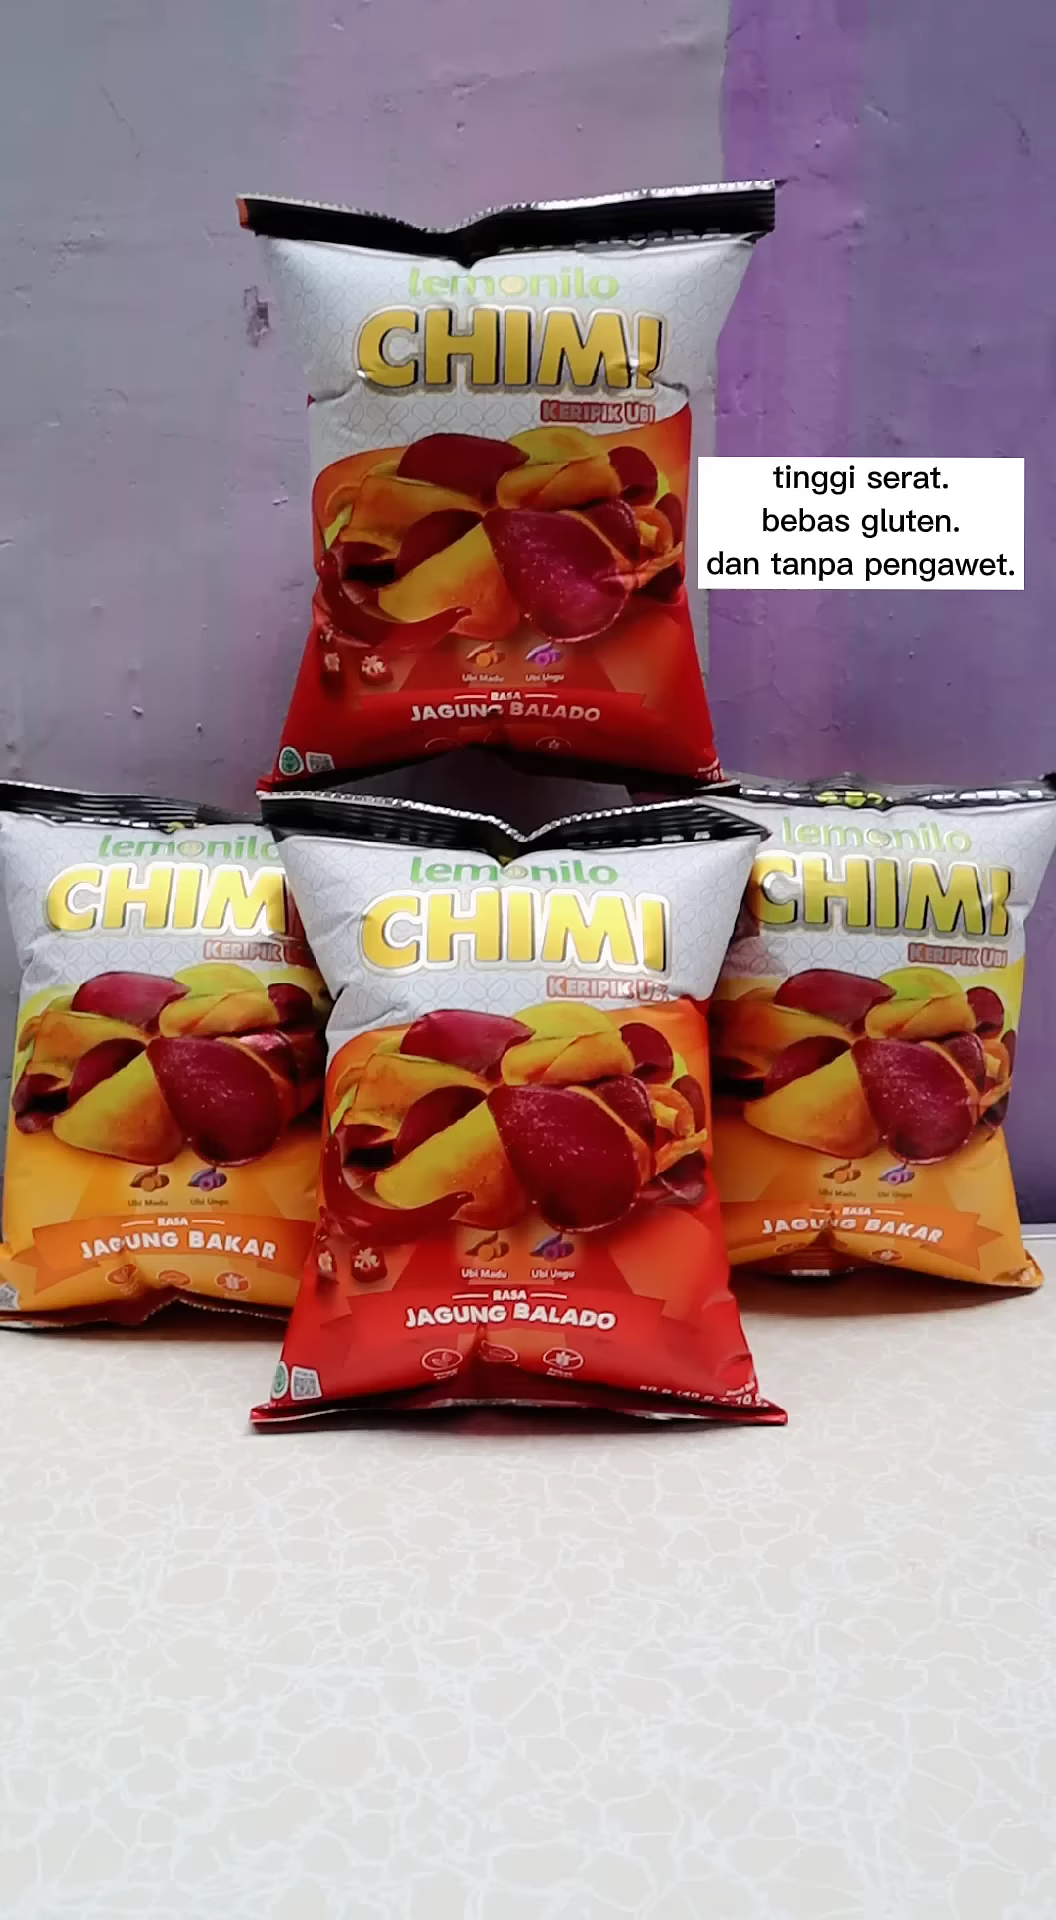 lemonilo
CHIMI
KERIPIK UBI
tinggi serat.
bebas gluten.
dan tanpa pengawet.
Ubi Madu
Ubi Ungu
RASA
JAGUNG BALADO
lemonilo
CHIM
KERIPIK
Ubi Madu
Ubi Ungu
RASA
JAGUNG BAKAR
lemonilo
CHIMI
KERIPIK UBI
Ubi Madu
Ubi Ungu
RASA
JAGUNG BALADO
lemonilo
CHIMI
KERIPIK UBI
Ubi Madu
Ubi Ungu
RASA
JAGUNG BAKAR